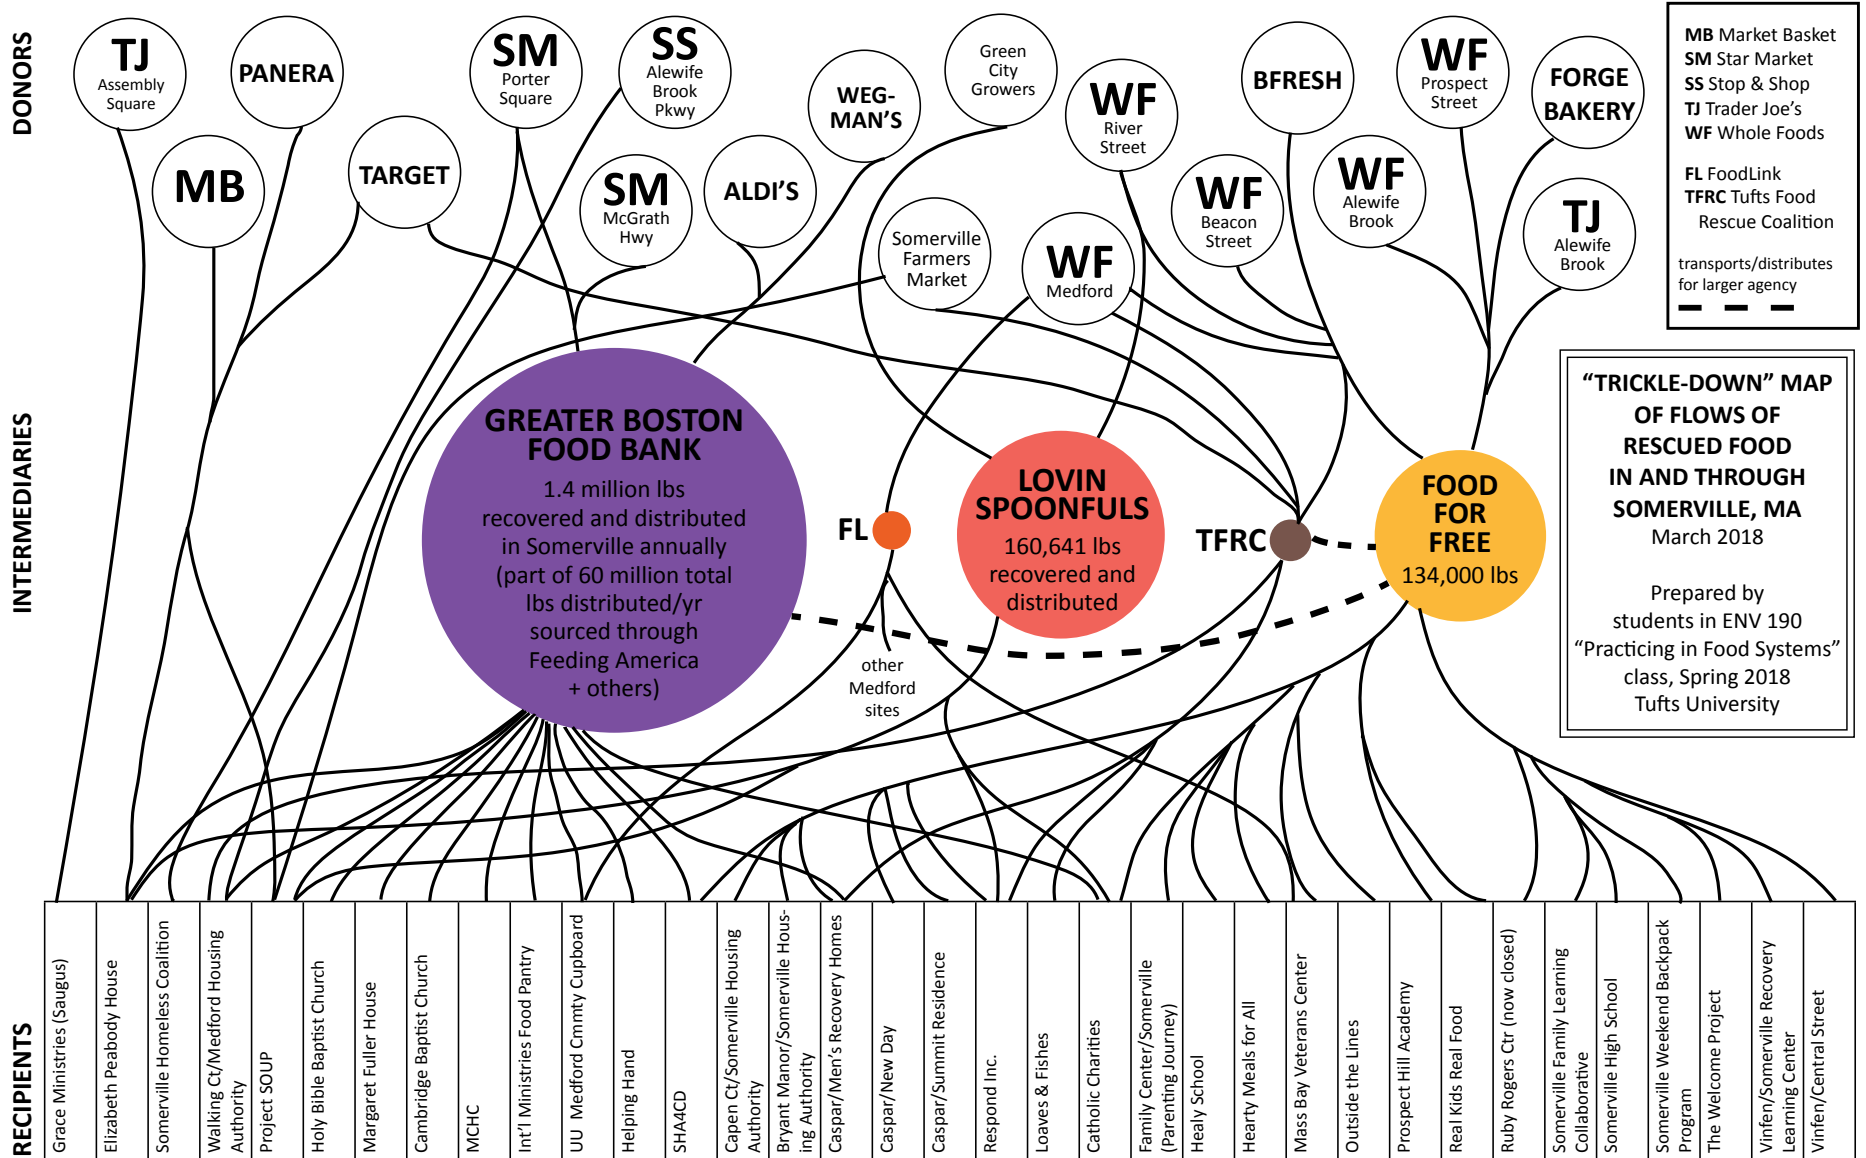 DONORS
TJ
Assembly
Square
PANERA
MB
TARGET
SM
Porter
Square
SS
Alewife
Brook
Pkwy
SM
McGrath
Hwy
ALDI'S
WEG-
MAN'S
Green
City
Growers
Somerville
Farmers
Market
WF
River
Street
WF
Medford
WF
Beacon
Street
BFRESH
WF
Alewife
Brook
WF
Prospect
Street
FORGE
BAKERY
TJ
Alewife
Brook
MB Market Basket
SM Star Market
SS Stop & Shop
TJ Trader Joe's
WF Whole Foods
FL FoodLink
TFRC Tufts Food
Rescue Coalition
transports/distributes
for larger agency
"TRICKLE-DOWN" MAP
OF FLOWS OF
RESCUED FOOD
IN AND THROUGH
SOMERVILLE, MA
March 2018
Prepared by
students in ENV 190
"Practicing in Food Systems"
class, Spring 2018
Tufts University
INTERMEDIARIES
GREATER BOSTON
FOOD BANK
1.4 million lbs
recovered and distributed
in Somerville annually
(part of 60 million total
lbs distributed/yr
sourced through
Feeding America
+ others)
FL
other
Medford
sites
LOVIN
SPOONFULS
160,641 lbs
recovered and
distributed
TFRC
FOOD
FOR
FREE
134,000 lbs
RECIPIENTS
Grace Ministries (Saugus)
Elizabeth Peabody House
Somerville Homeless Coalition
Walking Ct/Medford Housing
Authority
Project SOUP
Holy Bible Baptist Church
Margaret Fuller House
Cambridge Baptist Church
MCHC
Int'l Ministries Food Pantry
UU Medford Cmmty Cupboard
Helping Hand
SHA4CD
Capen Ct/Somerville Housing
Authority
Bryant Manor/Somerville Hous-
ing Authority
Caspar/Men's Recovery Homes
Caspar/New Day
Caspar/Summit Residence
Respond Inc.
Loaves & Fishes
Catholic Charities
Family Center/Somerville
(Parenting Journey)
Healy School
Hearty Meals for All
Mass Bay Veterans Center
Outside the Lines
Prospect Hill Academy
Real Kids Real Food
Ruby Rogers Ctr (now closed)
Somerville Family Learning
Collaborative
Somerville High School
Somerville Weekend Backpack
Program
The Welcome Project
Vinfen/Somerville Recovery
Learning Center
Vinfen/Central Street